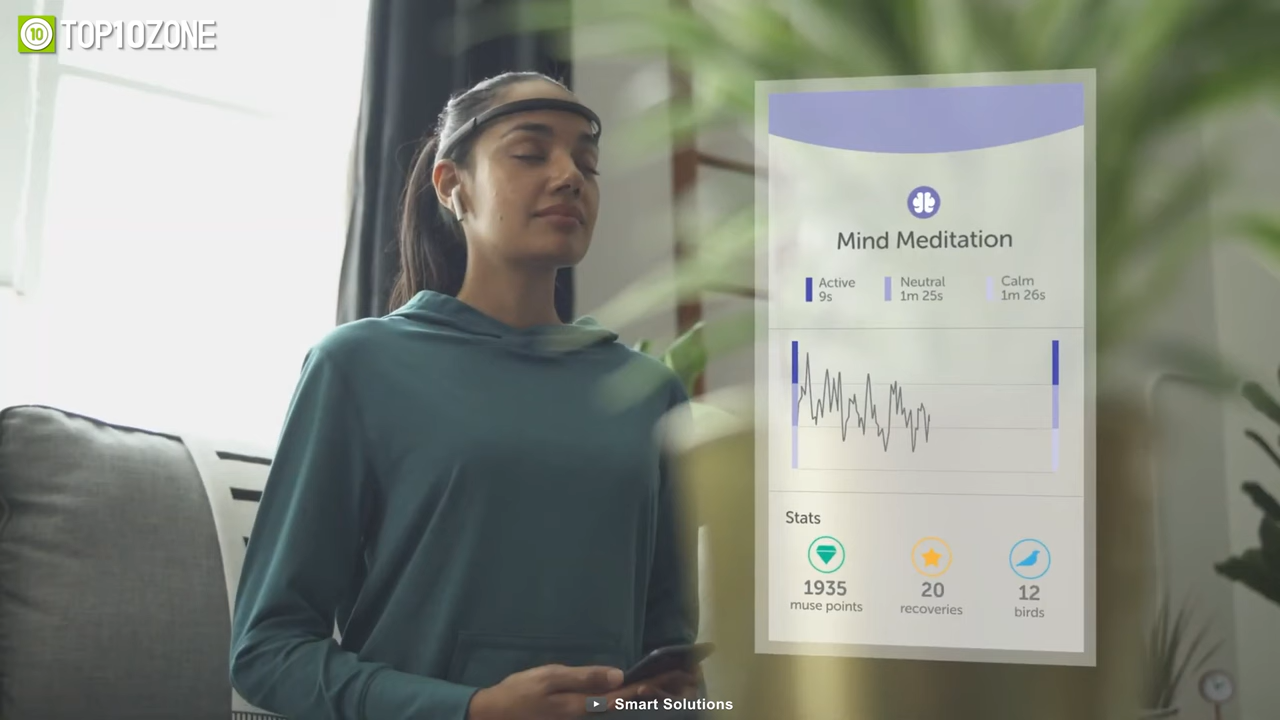 10 TOP10ZONE
Mind Meditation
Active Neutral Calm
9s 1m 25s 1m 26s
Stats
1935 20 12
muse points recoveries birds
Smart Solutions